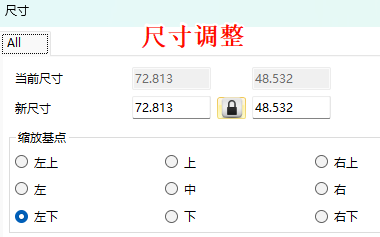 尺寸
All
尺寸调整
当前尺寸 72.813 48.532
新尺寸 72.813 48.532
缩放基点
左上 上 右上
左 中 右
左下 下 右下